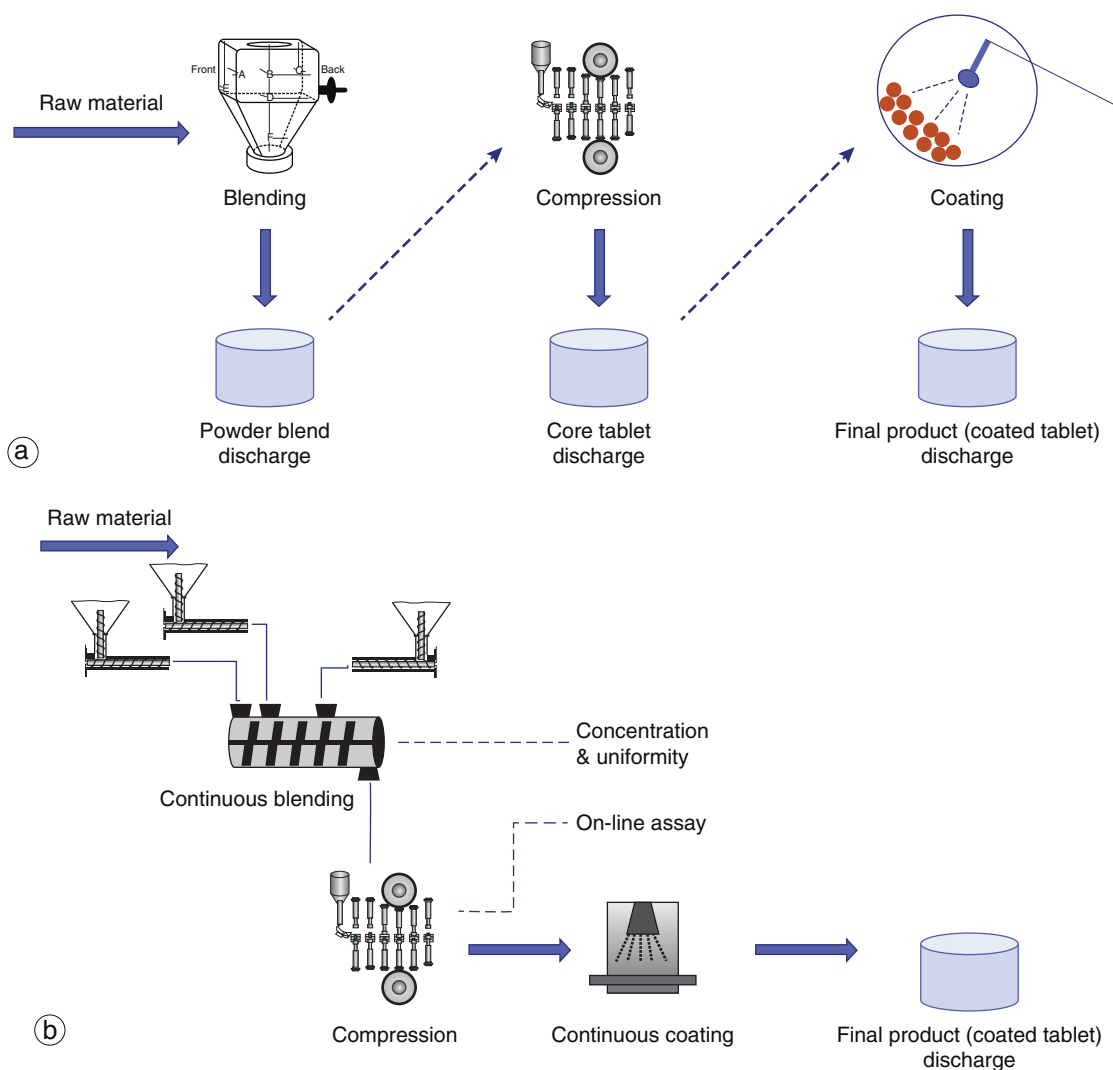 Raw material
Front
Back
A
B
C
E
D
F
Blending
Compression
Coating
Powder blend
discharge
Core tablet
discharge
Final product (coated tablet)
discharge
a
Raw material
Concentration
& uniformity
Continuous blending
On-line assay
Compression
Continuous coating
Final product (coated tablet)
discharge
b